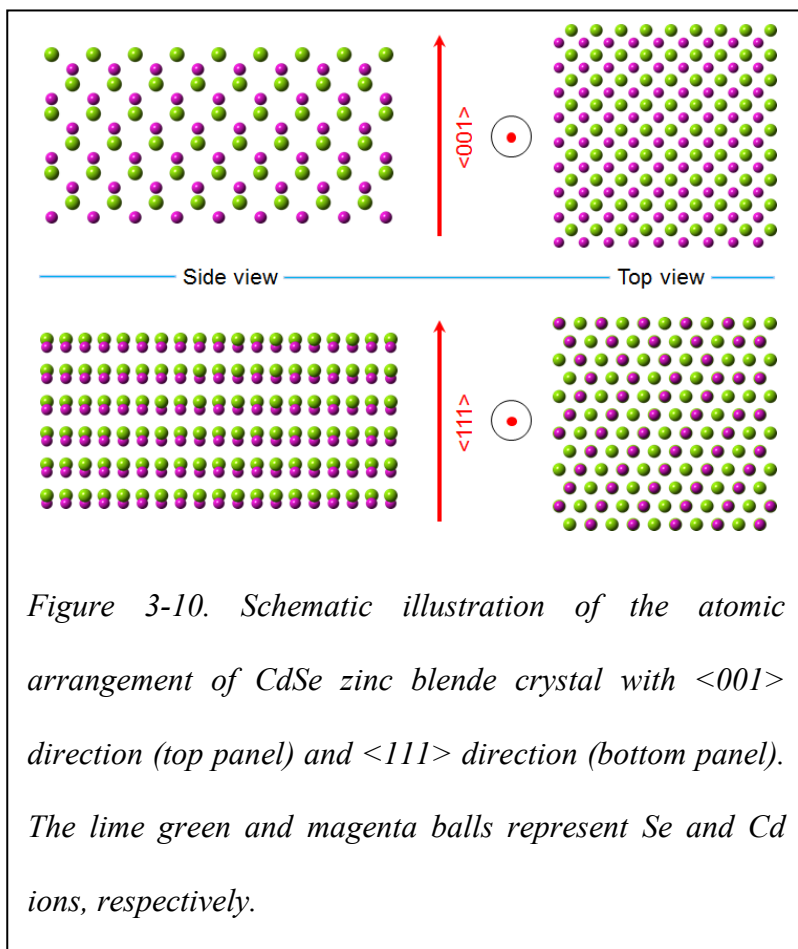 <001>
Side view
Top view
<111>
Figure 3-10. Schematic illustration of the atomic
arrangement of CdSe zinc blende crystal with <001>
direction (top panel) and <111> direction (bottom panel).
The lime green and magenta balls represent Se and Cd
ions, respectively.